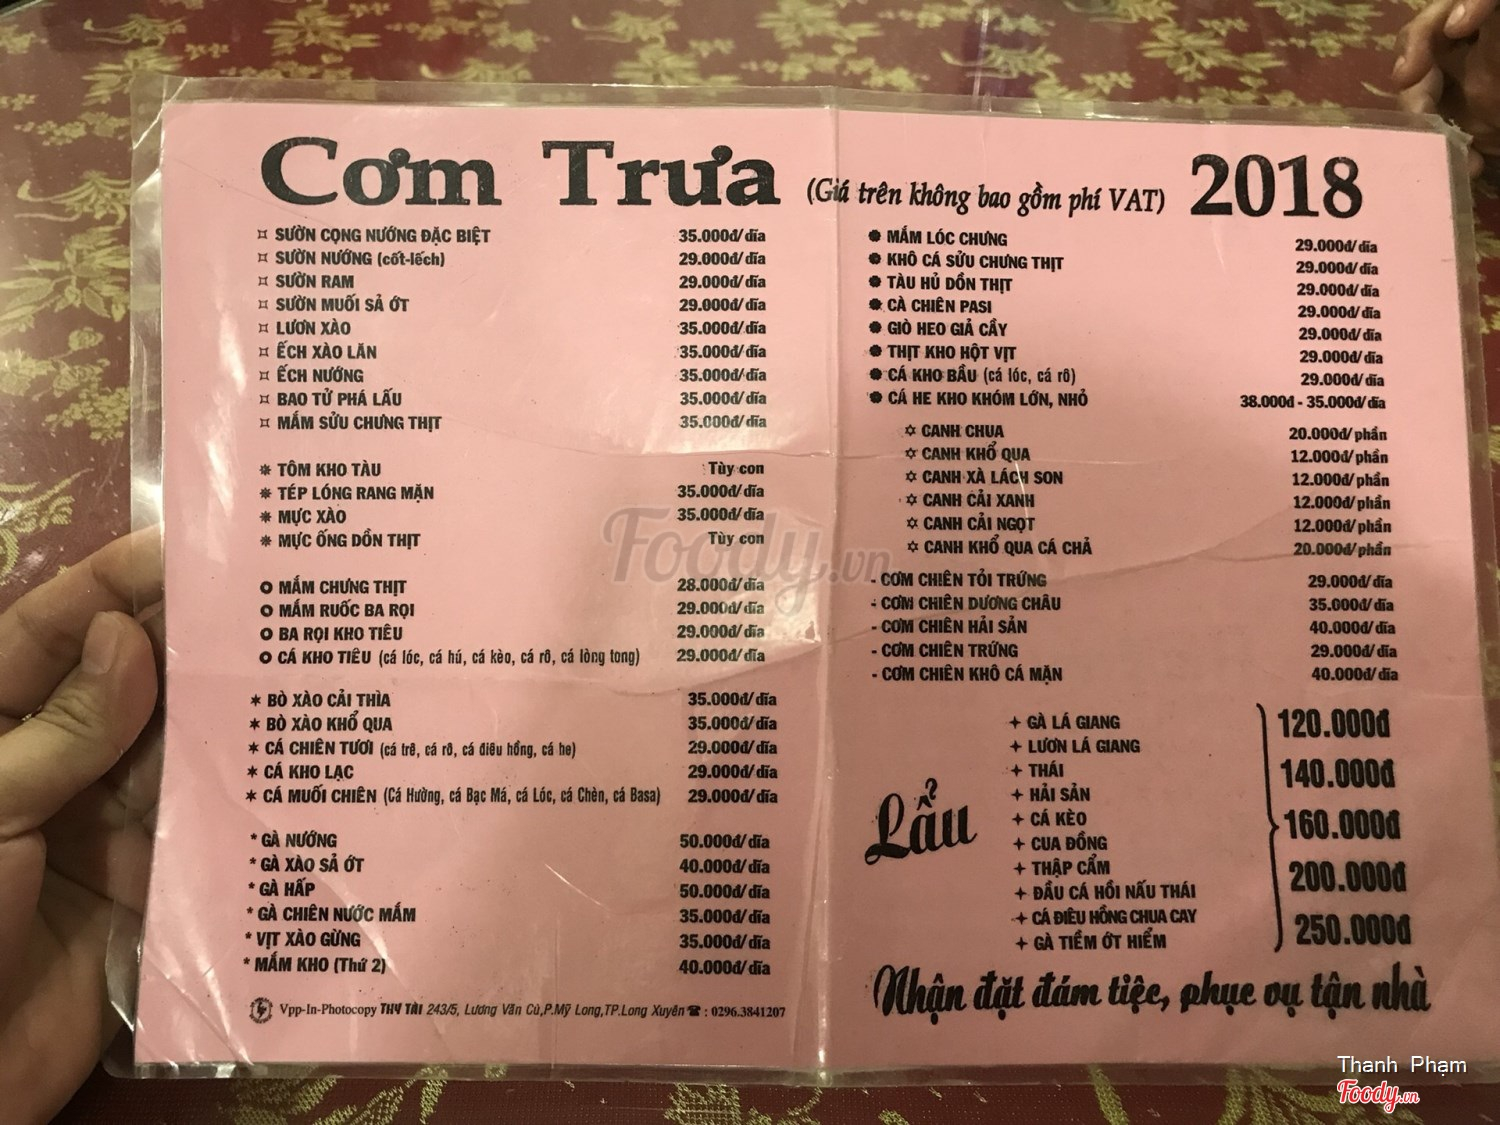 Cơm Trưa (Giá trên không bao gồm phí VAT) 2018
SƯỜN CỌNG NƯỚNG ĐẶC BIỆT 35.000đ/dĩa
SƯỜN NƯỚNG (cốt-lếch) 29.000đ/dĩa
SƯỜN RAM 29.000đ/dĩa
SƯỜN MUỐI SẢ ỚT 29.000đ/dĩa
LƯƠN XÀO 35.000đ/dĩa
ẾCH XÀO LĂN 35.000đ/dĩa
ẾCH NƯỚNG 35.000đ/dĩa
BAO TỬ PHÁ LẤU 35.000đ/dĩa
MẮM SỬU CHƯNG THỊT 35.000đ/dĩa
TÔM KHO TÀU Tùy con
TÉP LÓNG RANG MẶN 35.000đ/dĩa
MỰC XÀO 35.000đ/dĩa
MỰC ỐNG DỒN THỊT Tùy con
MẮM CHƯNG THỊT 28.000đ/dĩa
MẮM RUỐC BA RỌI 29.000đ/dĩa
BA RỌI KHO TIÊU 29.000đ/dĩa
CÁ KHO TIÊU (cá lóc, cá hú, cá kèo, cá rô, cá lòng tong) 29.000đ/dĩa
BÒ XÀO CẢI THÌA 35.000đ/dĩa
BÒ XÀO KHỔ QUA 35.000đ/dĩa
CÁ CHIÊN TƯƠI (cá trê, cá rô, cá điêu hồng, cá he) 29.000đ/dĩa
CÁ KHO LẠC 29.000đ/dĩa
CÁ MUỐI CHIÊN (Cá Hường, cá Bạc Má, cá Lóc, cá Chèn, cá Basa) 29.000đ/dĩa
* GÀ NƯỚNG 50.000đ/dĩa
* GÀ XÀO SẢ ỚT 40.000đ/dĩa
* GÀ HẤP 50.000đ/dĩa
* GÀ CHIÊN NƯỚC MẮM 35.000đ/dĩa
* VỊT XÀO GỪNG 35.000đ/dĩa
* MẮM KHO (Thứ 2) 40.000đ/dĩa
Vpp-In-Photocopy THY TÀI 243/5, Lương Văn Cù,P.Mỹ Long,TP.Long Xuyên ☎ : 0296.3841207
MẮM LÓC CHƯNG 29.000đ/dĩa
KHÔ CÁ SỬU CHƯNG THỊT 29.000đ/dĩa
TÀU HỦ DỒN THỊT 29.000đ/dĩa
CÀ CHIÊN PASI 29.000đ/dĩa
GIÒ HEO GIẢ CẦY 29.000đ/dĩa
THỊT KHO HỘT VỊT 29.000đ/dĩa
CÁ KHO BẦU (cá lóc, cá rô) 29.000đ/dĩa
CÁ HE KHO KHÓM LỚN, NHỎ 38.000đ - 35.000đ/dĩa
CANH CHUA 20.000đ/phần
CANH KHỔ QUA 12.000đ/phần
CANH XÀ LÁCH SON 12.000đ/phần
CANH CẢI XANH 12.000đ/phần
CANH CẢI NGỌT 12.000đ/phần
CANH KHỔ QUA CÁ CHẢ 20.000đ/phần
- CƠM CHIÊN TỎI TRỨNG 29.000đ/dĩa
- CƠM CHIÊN DƯƠNG CHÂU 35.000đ/dĩa
- CƠM CHIÊN HẢI SẢN 40.000đ/dĩa
- CƠM CHIÊN TRỨNG 29.000đ/dĩa
- CƠM CHIÊN KHÔ CÁ MẶN 40.000đ/dĩa
Lẩu
GÀ LÁ GIANG
LƯƠN LÁ GIANG
THÁI
HẢI SẢN
CÁ KÈO
CUA ĐỒNG
THẬP CẨM
ĐẦU CÁ HỒI NẤU THÁI
CÁ ĐIÊU HỒNG CHUA CAY
GÀ TIỀM ỚT HIỂM
120.000đ
140.000đ
160.000đ
200.000đ
250.000đ
Nhận đặt đám tiệc, phục vụ tận nhà
Foody.vn
Thanh Phạm
Foody.vn